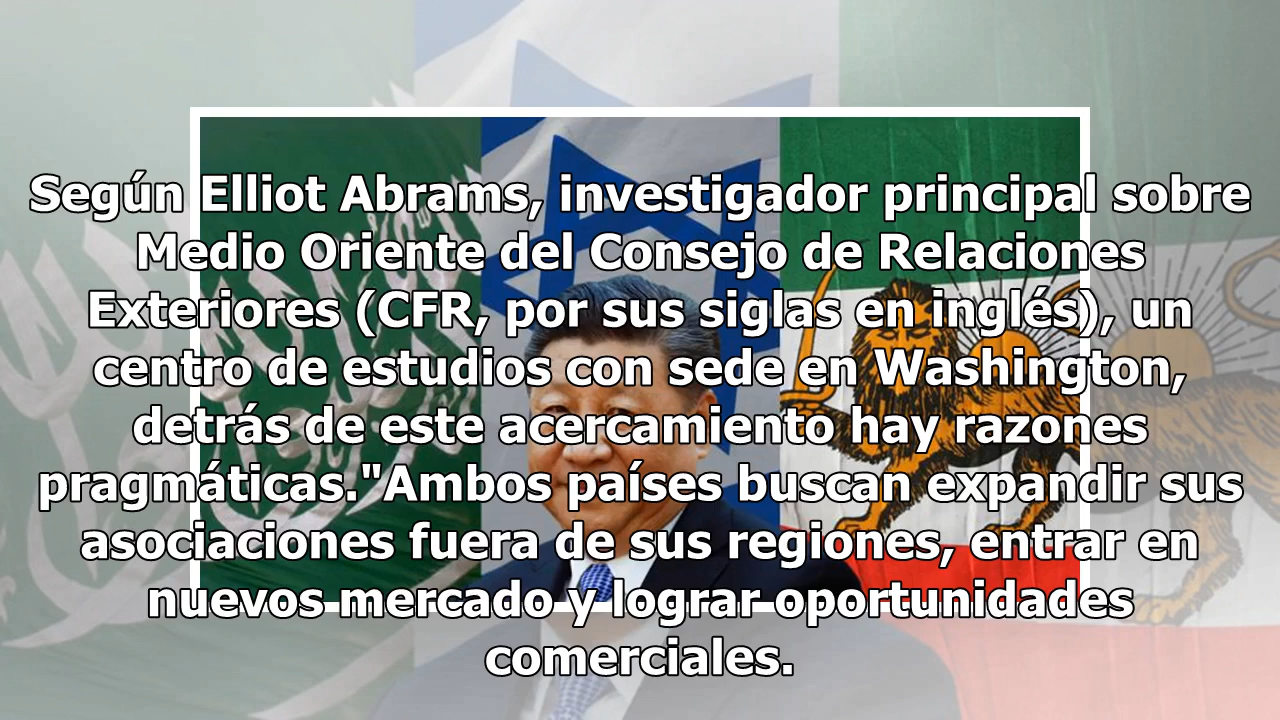 Según Elliot Abrams, investigador principal sobre
Medio Oriente del Consejo de Relaciones
Exteriores (CFR, por sus siglas en inglés), un
centro de estudios con sede en Washington,
detrás de este acercamiento hay razones
pragmáticas."Ambos países buscan expandir sus
asociaciones fuera de sus regiones, entrar en
nuevos mercado y lograr oportunidades
comerciales.